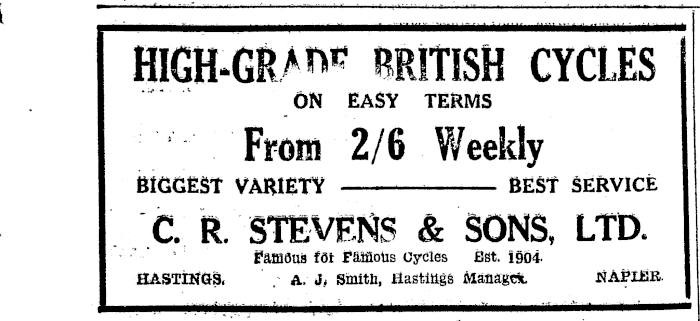 HIGH-GRADE BRITISH CYCLES
ON EASY TERMS
From 2/6 Weekly
BIGGEST VARIETY BEST SERVICE
C. R. STEVENS & SONS, LTD.
Famous for Famous Cycles Est. 1904.
HASTINGS. A. J. Smith, Hastings Manager. NAPIER.